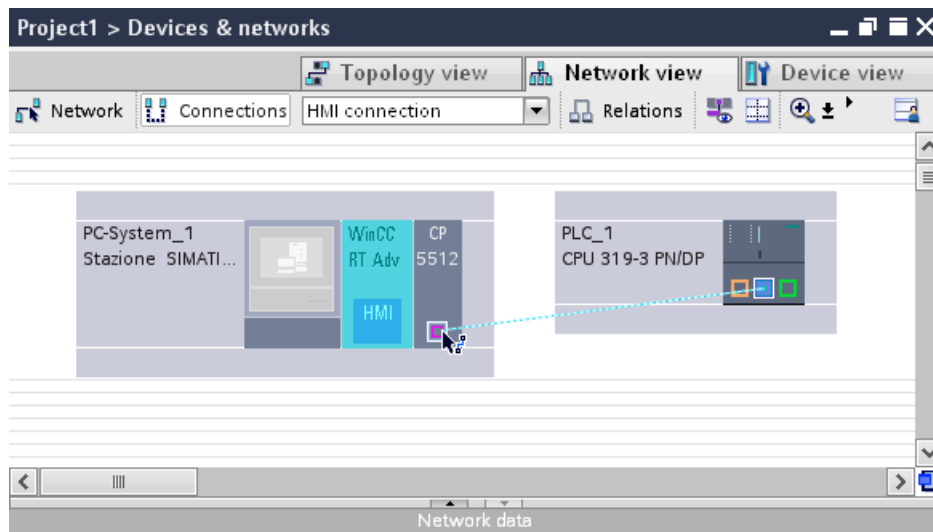 Project1 > Devices & networks
Topology view
Network view
Device view
Network
Connections
HMI connection
Relations
PC-System_1
Stazione SIMATI...
WinCC
RT Adv
HMI
CP
5512
PLC_1
CPU 319-3 PN/DP
Network data